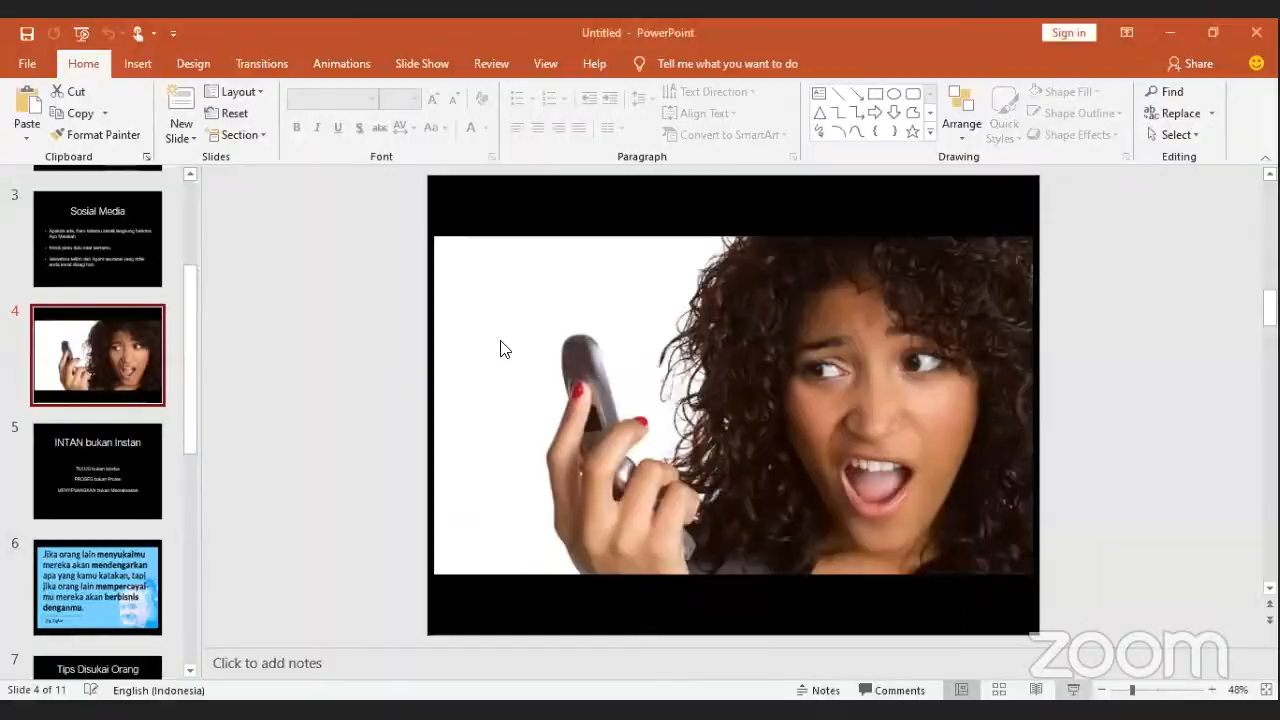 Untitled - PowerPoint
Sign in
File Home Insert Design Transitions Animations Slide Show Review View Help Tell me what you want to do Share
Paste
Cut
Copy
Format Painter
Clipboard
New Slide
Layout
Reset
Section
Slides
Font
Text Direction
Align Text
Convert to SmartArt
Paragraph
Arrange
Quick Styles
Shape Fill
Shape Outline
Shape Effects
Drawing
Find
Replace
Select
Editing
3
Sosial Media
4
5
INTAN bukan Instan
PROSES bukan Protes
6
Jika orang lain menyukaimu
mereka akan mendengarkan
apa yang kamu katakan, tapi
jika orang lain mempercayai
mu mereka akan berbisnis
denganmu.
7
Tips Disukai Orang
Click to add notes
zoom
Slide 4 of 11 English (Indonesia) Notes Comments 48%